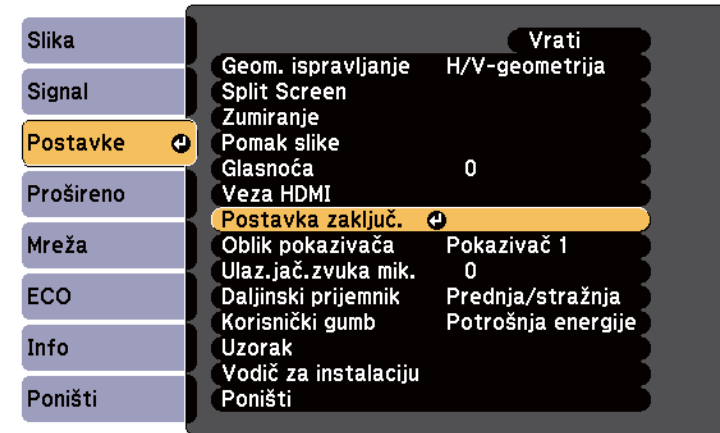 Slika
Signal
Postavke
Prošireno
Mreža
ECO
Info
Poništi
Vrati
Geom. ispravljanje H/V-geometrija
Split Screen
Zumiranje
Pomak slike
Glasnoća 0
Veza HDMI
Postavka zaključ.
Oblik pokazivača Pokazivač 1
Ulaz.jač.zvuka mik. 0
Daljinski prijemnik Prednja/stražnja
Korisnički gumb Potrošnja energije
Uzorak
Vodič za instalaciju
Poništi